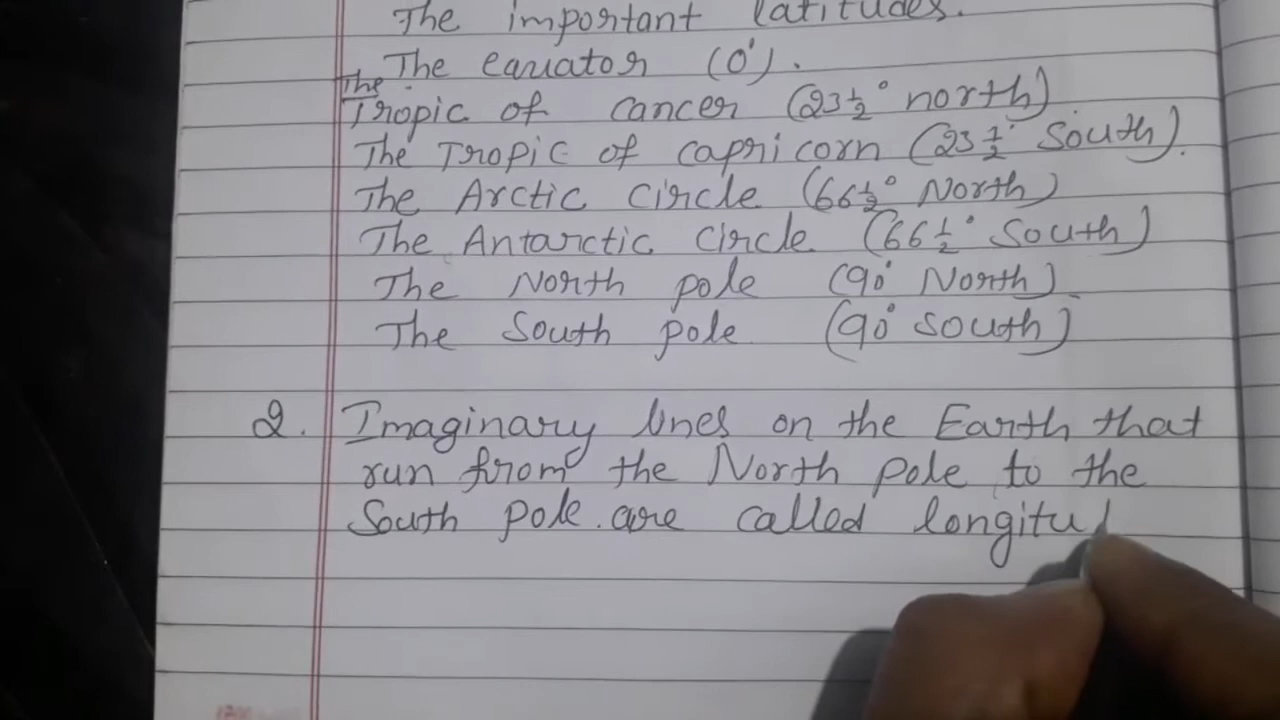 The important latitudes.
The equator (0°).
The
Tropic of cancer (23½° north)
The Tropic of capricorn (23½° South).
The Arctic circle (66½° North)
The Antarctic circle (66½° South)
The North pole (90° North)
The South pole (90° south)
2. Imaginary lines on the Earth that
run from the North pole to the
South pole are called longitud